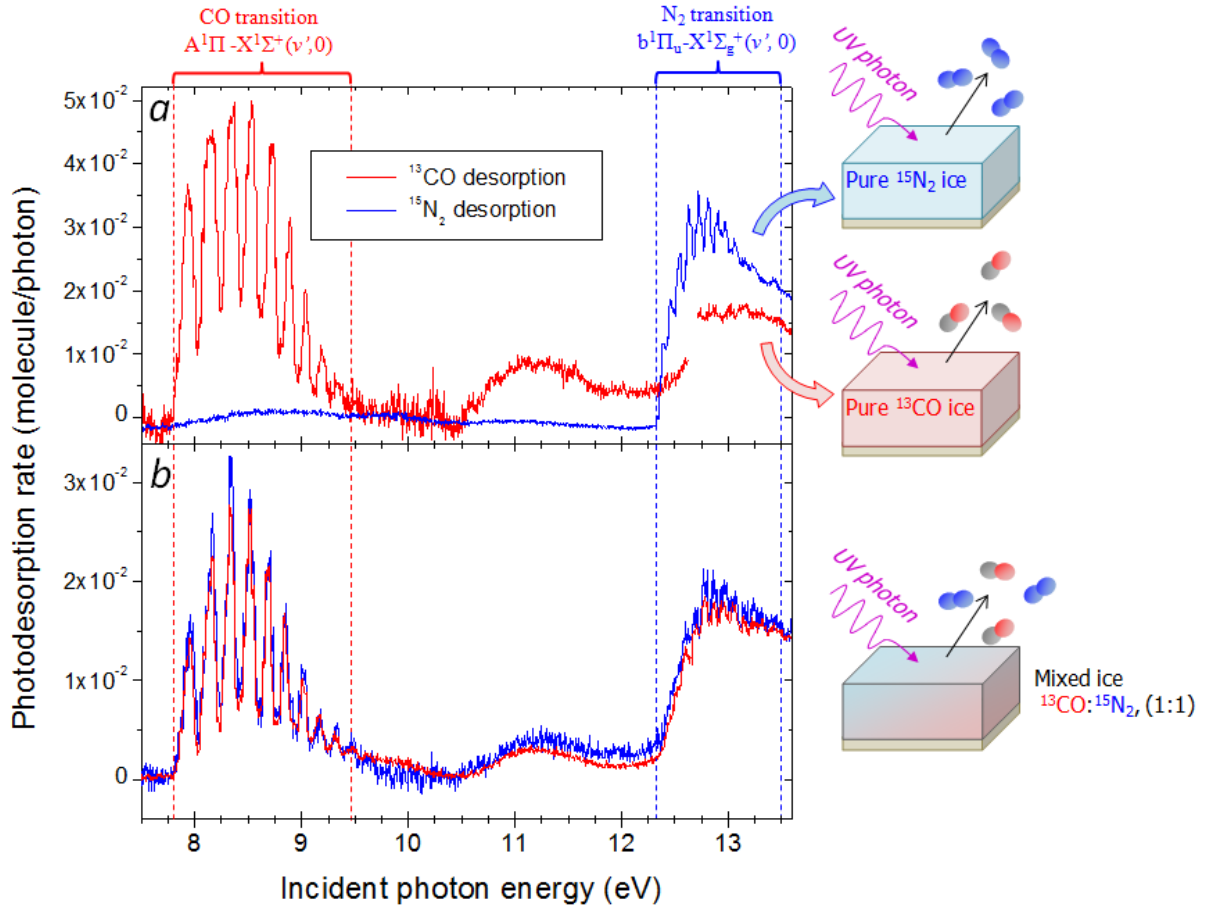 CO transition
A¹Π -X¹Σ⁺(v’,0)
N₂ transition
b¹Πᵤ-X¹Σg⁺(v’, 0)
a
5x10⁻²
4x10⁻²
3x10⁻²
2x10⁻²
1x10⁻²
0
¹³CO desorption
¹⁵N₂ desorption
UV photon
Pure ¹⁵N₂ ice
UV photon
Pure ¹³CO ice
b
3x10⁻²
2x10⁻²
1x10⁻²
0
UV photon
Mixed ice
¹³CO:¹⁵N₂, (1:1)
8 9 10 11 12 13
Incident photon energy (eV)
Photodesorption rate (molecule/photon)